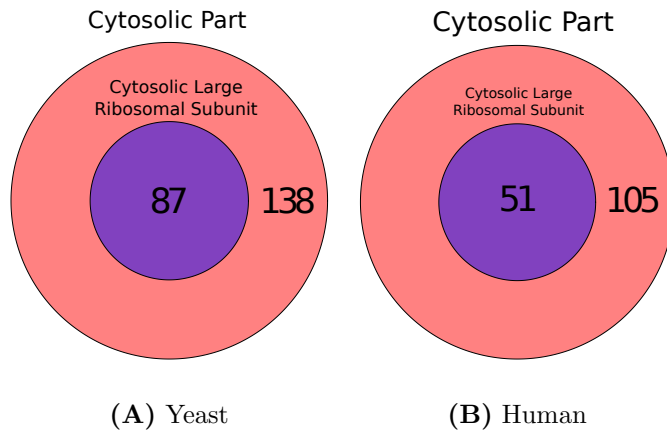 Cytosolic Part
Cytosolic Large
Ribosomal Subunit
87
138
(A) Yeast
Cytosolic Part
Cytosolic Large
Ribosomal Subunit
51
105
(B) Human